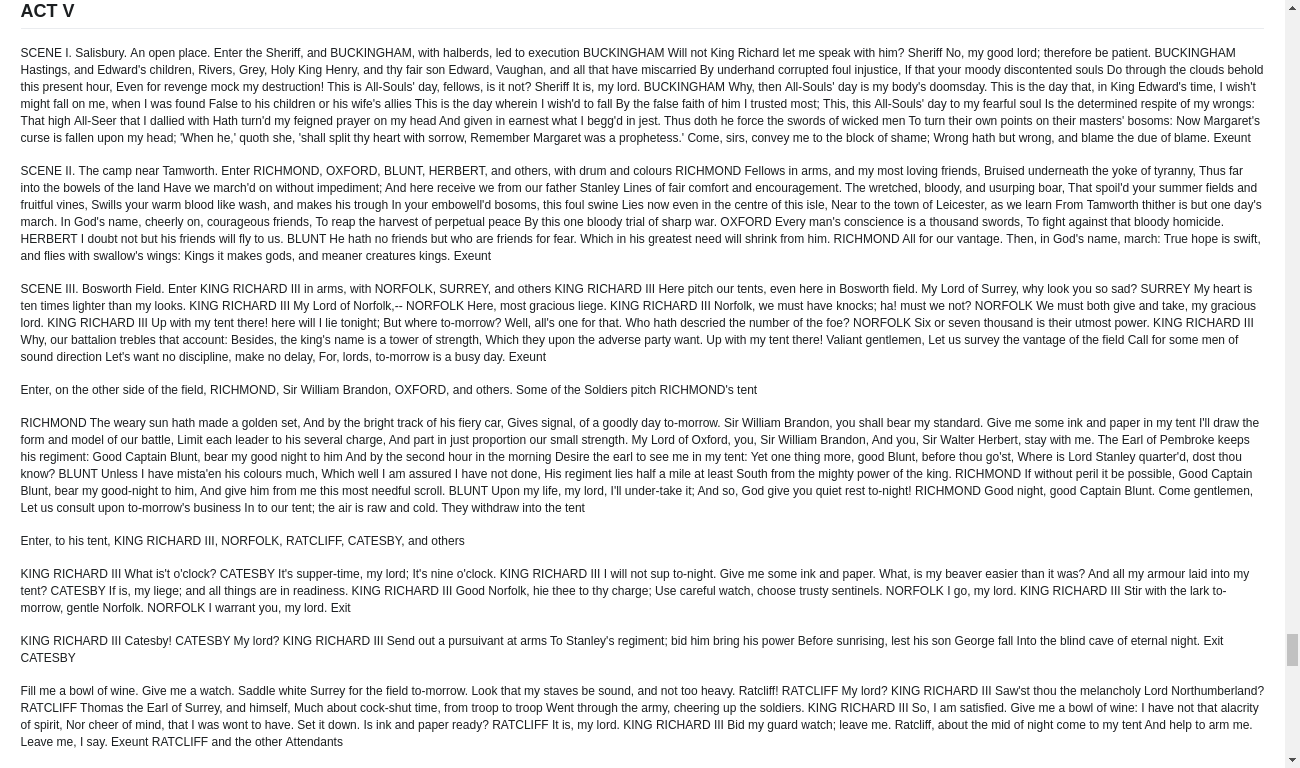 ACT V
SCENE I. Salisbury. An open place. Enter the Sheriff, and BUCKINGHAM, with halberds, led to execution BUCKINGHAM Will not King Richard let me speak with him? Sheriff No, my good lord; therefore be patient. BUCKINGHAM
Hastings, and Edward's children, Rivers, Grey, Holy King Henry, and thy fair son Edward, Vaughan, and all that have miscarried By underhand corrupted foul injustice, If that your moody discontented souls Do through the clouds behold
this present hour, Even for revenge mock my destruction! This is All-Souls' day, fellows, is it not? Sheriff It is, my lord. BUCKINGHAM Why, then All-Souls' day is my body's doomsday. This is the day that, in King Edward's time, I wish't
might fall on me, when I was found False to his children or his wife's allies This is the day wherein I wish'd to fall By the false faith of him I trusted most; This, this All-Souls' day to my fearful soul Is the determined respite of my wrongs:
That high All-Seer that I dallied with Hath turn'd my feigned prayer on my head And given in earnest what I begg'd in jest. Thus doth he force the swords of wicked men To turn their own points on their masters' bosoms: Now Margaret's
curse is fallen upon my head; 'When he,' quoth she, 'shall split thy heart with sorrow, Remember Margaret was a prophetess.' Come, sirs, convey me to the block of shame; Wrong hath but wrong, and blame the due of blame. Exeunt
SCENE II. The camp near Tamworth. Enter RICHMOND, OXFORD, BLUNT, HERBERT, and others, with drum and colours RICHMOND Fellows in arms, and my most loving friends, Bruised underneath the yoke of tyranny, Thus far
into the bowels of the land Have we march'd on without impediment; And here receive we from our father Stanley Lines of fair comfort and encouragement. The wretched, bloody, and usurping boar, That spoil'd your summer fields and
fruitful vines, Swills your warm blood like wash, and makes his trough In your embowell'd bosoms, this foul swine Lies now even in the centre of this isle, Near to the town of Leicester, as we learn From Tamworth thither is but one day's
march. In God's name, cheerly on, courageous friends, To reap the harvest of perpetual peace By this one bloody trial of sharp war. OXFORD Every man's conscience is a thousand swords, To fight against that bloody homicide.
HERBERT I doubt not but his friends will fly to us. BLUNT He hath no friends but who are friends for fear. Which in his greatest need will shrink from him. RICHMOND All for our vantage. Then, in God's name, march: True hope is swift,
and flies with swallow's wings: Kings it makes gods, and meaner creatures kings. Exeunt
SCENE III. Bosworth Field. Enter KING RICHARD III in arms, with NORFOLK, SURREY, and others KING RICHARD III Here pitch our tents, even here in Bosworth field. My Lord of Surrey, why look you so sad? SURREY My heart is
ten times lighter than my looks. KING RICHARD III My Lord of Norfolk,-- NORFOLK Here, most gracious liege. KING RICHARD III Norfolk, we must have knocks; ha! must we not? NORFOLK We must both give and take, my gracious
lord. KING RICHARD III Up with my tent there! here will I lie tonight; But where to-morrow? Well, all's one for that. Who hath descried the number of the foe? NORFOLK Six or seven thousand is their utmost power. KING RICHARD III
Why, our battalion trebles that account: Besides, the king's name is a tower of strength, Which they upon the adverse party want. Up with my tent there! Valiant gentlemen, Let us survey the vantage of the field Call for some men of
sound direction Let's want no discipline, make no delay, For, lords, to-morrow is a busy day. Exeunt
Enter, on the other side of the field, RICHMOND, Sir William Brandon, OXFORD, and others. Some of the Soldiers pitch RICHMOND's tent
RICHMOND The weary sun hath made a golden set, And by the bright track of his fiery car, Gives signal, of a goodly day to-morrow. Sir William Brandon, you shall bear my standard. Give me some ink and paper in my tent I'll draw the
form and model of our battle, Limit each leader to his several charge, And part in just proportion our small strength. My Lord of Oxford, you, Sir William Brandon, And you, Sir Walter Herbert, stay with me. The Earl of Pembroke keeps
his regiment: Good Captain Blunt, bear my good night to him And by the second hour in the morning Desire the earl to see me in my tent: Yet one thing more, good Blunt, before thou go'st, Where is Lord Stanley quarter'd, dost thou
know? BLUNT Unless I have mista'en his colours much, Which well I am assured I have not done, His regiment lies half a mile at least South from the mighty power of the king. RICHMOND If without peril it be possible, Good Captain
Blunt, bear my good-night to him, And give him from me this most needful scroll. BLUNT Upon my life, my lord, I'll under-take it; And so, God give you quiet rest to-night! RICHMOND Good night, good Captain Blunt. Come gentlemen,
Let us consult upon to-morrow's business In to our tent; the air is raw and cold. They withdraw into the tent
Enter, to his tent, KING RICHARD III, NORFOLK, RATCLIFF, CATESBY, and others
KING RICHARD III What is't o'clock? CATESBY It's supper-time, my lord; It's nine o'clock. KING RICHARD III I will not sup to-night. Give me some ink and paper. What, is my beaver easier than it was? And all my armour laid into my
tent? CATESBY If is, my liege; and all things are in readiness. KING RICHARD III Good Norfolk, hie thee to thy charge; Use careful watch, choose trusty sentinels. NORFOLK I go, my lord. KING RICHARD III Stir with the lark to-
morrow, gentle Norfolk. NORFOLK I warrant you, my lord. Exit
KING RICHARD III Catesby! CATESBY My lord? KING RICHARD III Send out a pursuivant at arms To Stanley's regiment; bid him bring his power Before sunrising, lest his son George fall Into the blind cave of eternal night. Exit
CATESBY
Fill me a bowl of wine. Give me a watch. Saddle white Surrey for the field to-morrow. Look that my staves be sound, and not too heavy. Ratcliff! RATCLIFF My lord? KING RICHARD III Saw'st thou the melancholy Lord Northumberland?
RATCLIFF Thomas the Earl of Surrey, and himself, Much about cock-shut time, from troop to troop Went through the army, cheering up the soldiers. KING RICHARD III So, I am satisfied. Give me a bowl of wine: I have not that alacrity
of spirit, Nor cheer of mind, that I was wont to have. Set it down. Is ink and paper ready? RATCLIFF It is, my lord. KING RICHARD III Bid my guard watch; leave me. Ratcliff, about the mid of night come to my tent And help to arm me.
Leave me, I say. Exeunt RATCLIFF and the other Attendants